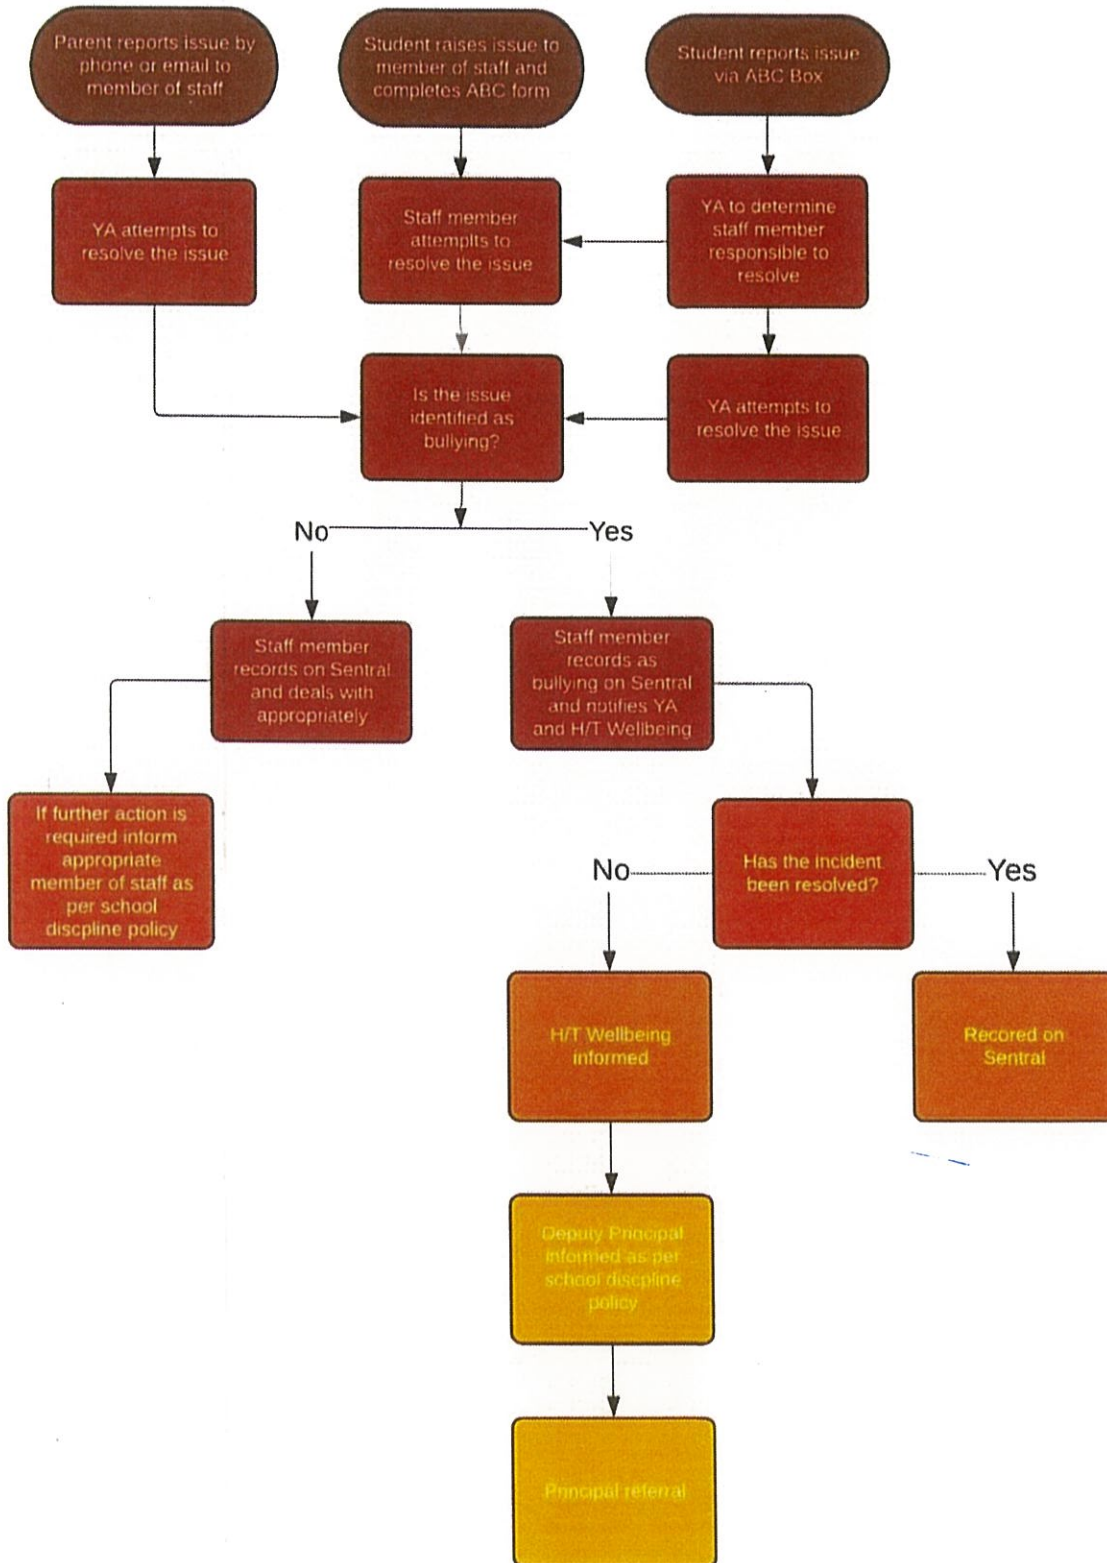 Parent reports issue by
phone or email to
member of staff
Student raises issue to
member of staff and
completes ABC form
Student reports issue
via ABC Box
YA attempts to
resolve the issue
Staff member
attemplts to
resolve the issue
YA to determine
staff member
responsible to
resolve
Is the issue
identified as
bullying?
YA attempts to
resolve the issue
No
Yes
Staff member
records on Sentral
and deals with
appropriately
Staff member
records as
bullying on Sentral
and notifies YA
and H/T Wellbeing
If further action is
required inform
appropriate
member of staff as
per school
discpline policy
Has the incident
been resolved?
No
Yes
H/T Wellbeing
informed
Recored on
Sentral
Deputy Principal
informed as per
school discpline
policy
Principal referral